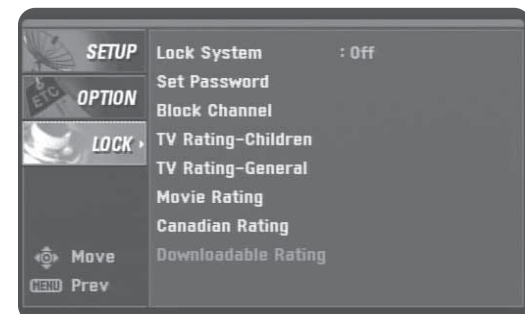 SETUP
OPTION
LOCK
Move
MENU Prev
Lock System : Off
Set Password
Block Channel
TV Rating-Children
TV Rating-General
Movie Rating
Canadian Rating
Downloadable Rating
ETC